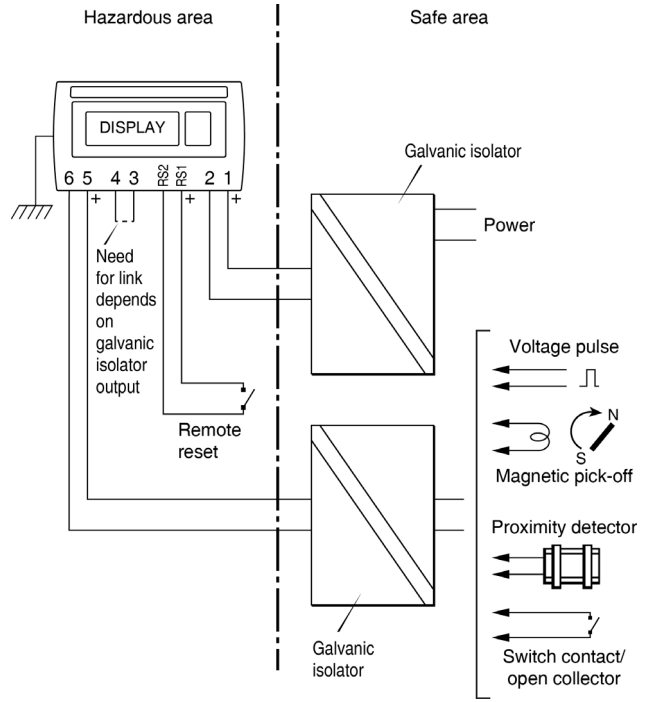 Hazardous area
Safe area
DISPLAY
6 5 4 3 RS2 RS1 2 1
+ + +
Need
for link
depends
on
galvanic
isolator
output
Remote
reset
Galvanic isolator
Power
Galvanic
isolator
Voltage pulse
N
S
Magnetic pick-off
Proximity detector
Switch contact/
open collector